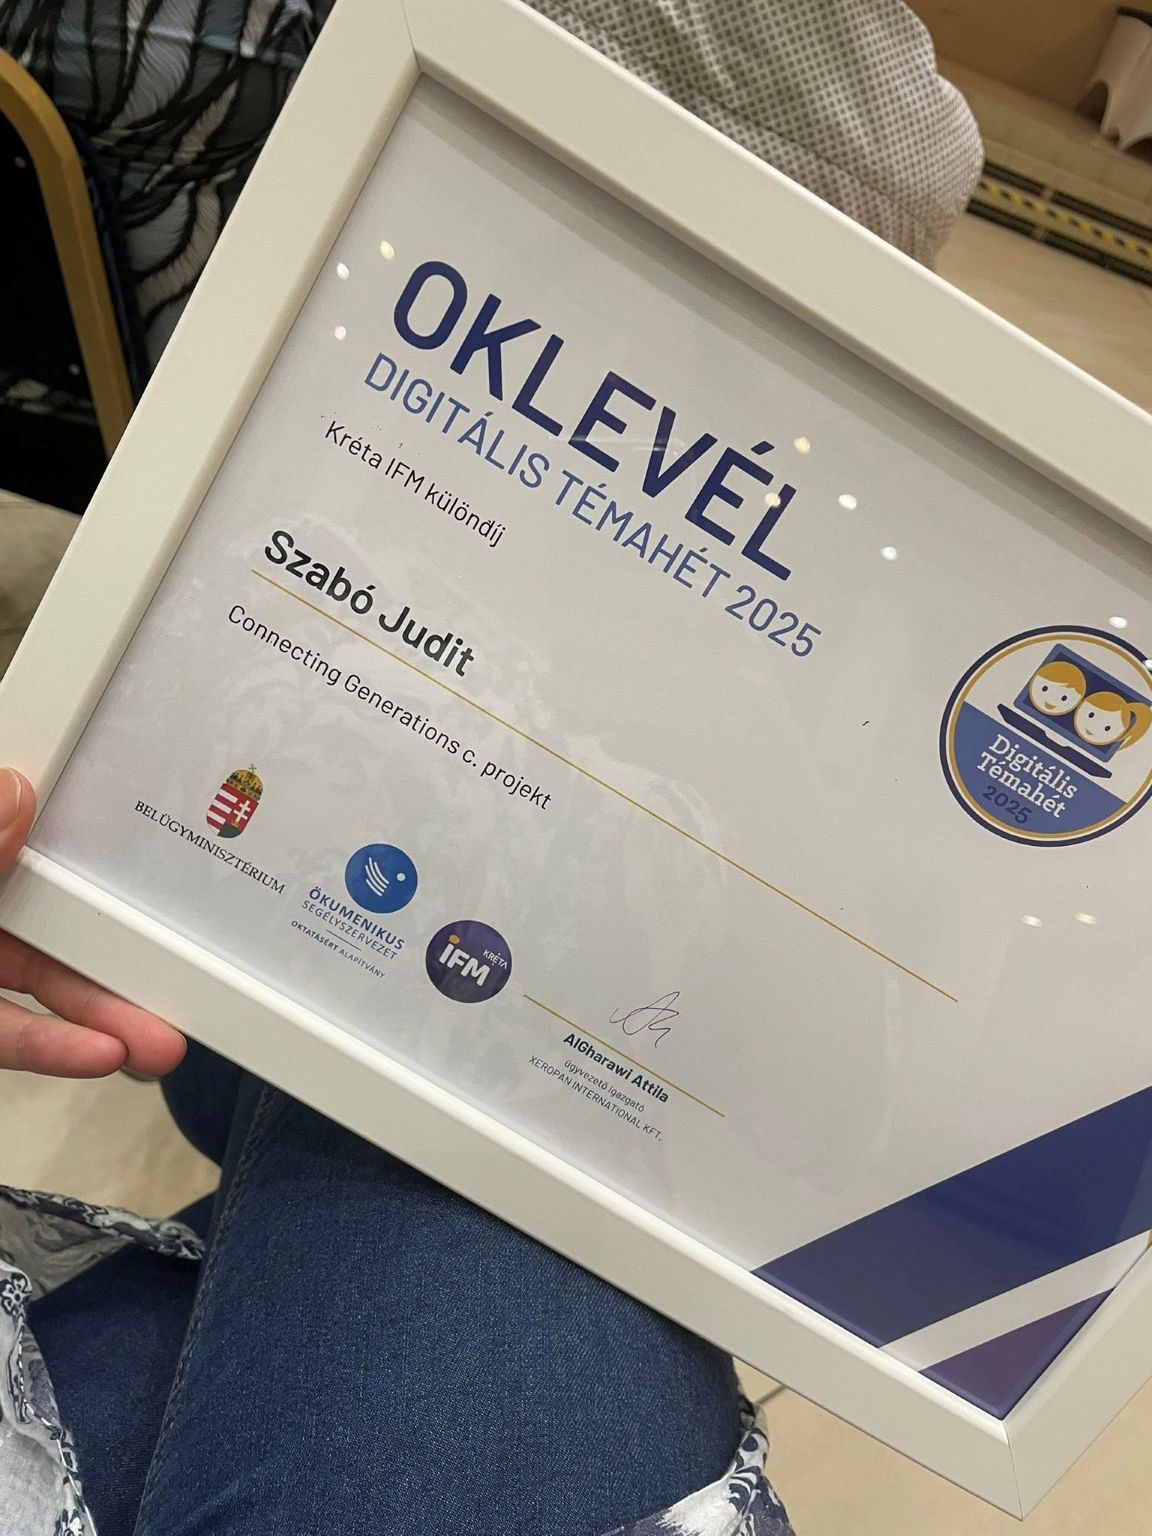 OKLEVÉL
DIGITÁLIS TÉMAHÉT 2025
Kréta IFM különdíj
Szabó Judit
Connecting Generations c. projekt
Digitális
Témahét
2025
BELÜGYMINISZTÉRIUM
ÖKUMENIKUS
SEGÉLYSZERVEZET
OKTATÁSÉRT ALAPÍTVÁNY
KRÉTA
IFM
AlGharawi Attila
ügyvezető igazgató
XEROPAN INTERNATIONAL KFT.